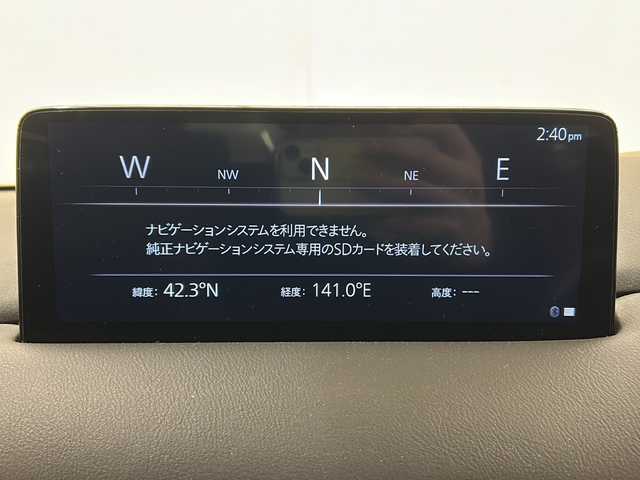 2:40pm
W NW N NE E
ナビゲーションシステムを利用できません。
純正ナビゲーションシステム専用のSDカードを装着してください。
緯度: 42.3°N 経度: 141.0°E 高度: ---